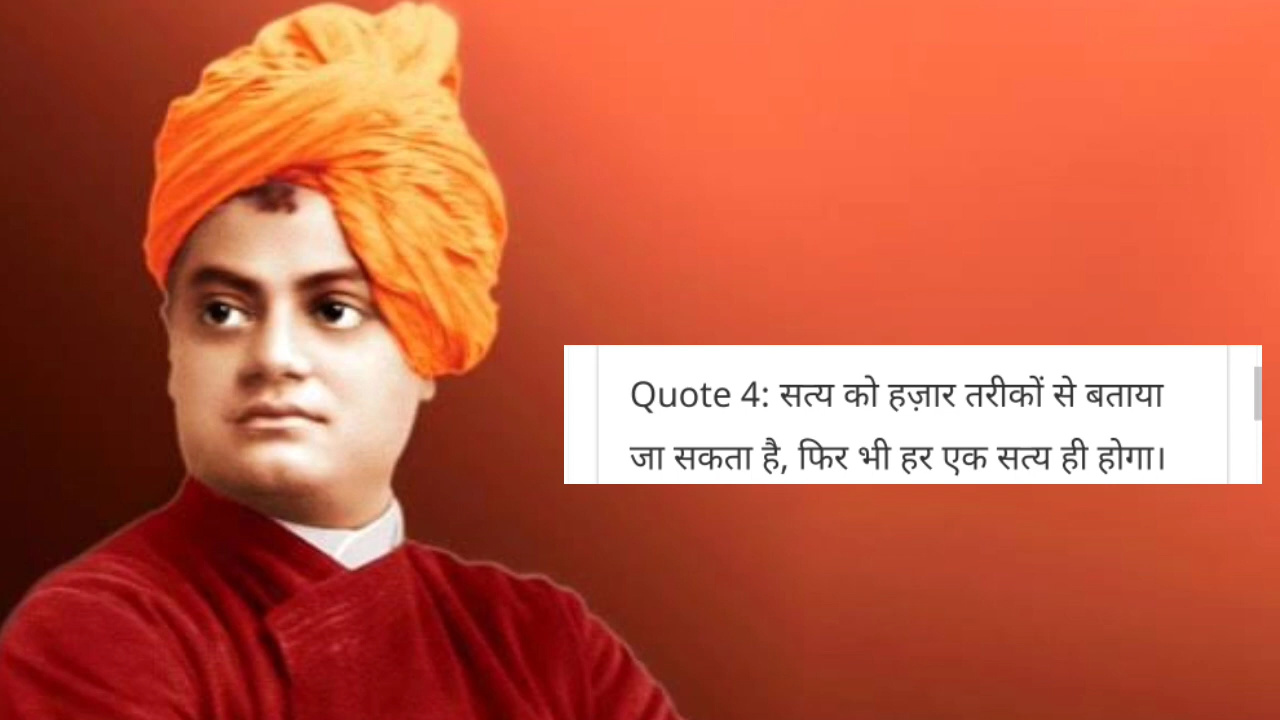 Quote 4: सत्य को हज़ार तरीकों से बताया
जा सकता है, फिर भी हर एक सत्य ही होगा।